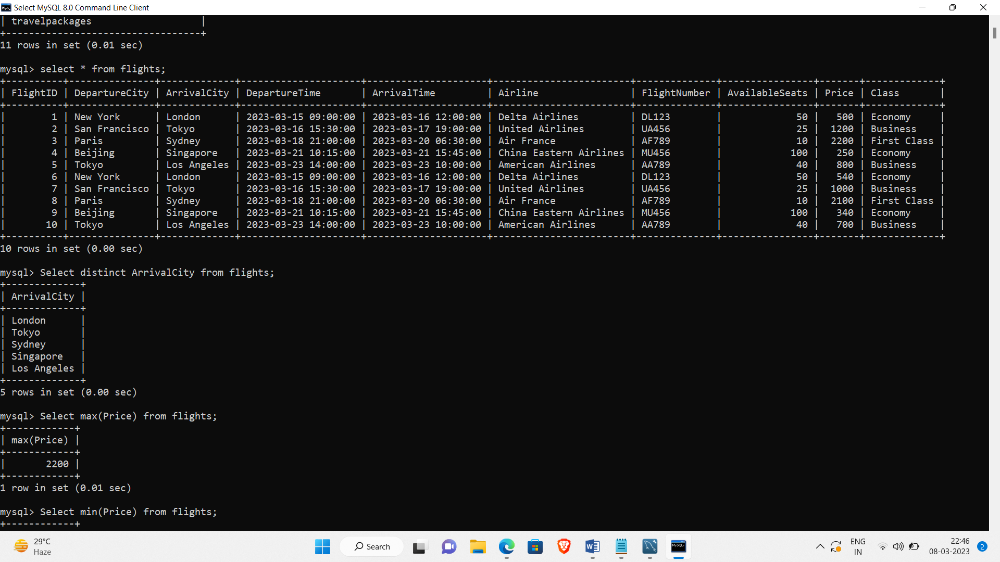 Select MySQL 8.0 Command Line Client
| travelpackages                  |
+----------------------------------+
11 rows in set (0.01 sec)
mysql> select * from flights;
+----------+---------------+-------------+---------------------+---------------------+------------------------+--------------+----------------+-------+-------------+
| FlightID | DepartureCity | ArrivalCity | DepartureTime       | ArrivalTime         | Airline                | FlightNumber | AvailableSeats | Price | Class       |
+----------+---------------+-------------+---------------------+---------------------+------------------------+--------------+----------------+-------+-------------+
|        1 | New York      | London      | 2023-03-15 09:00:00 | 2023-03-16 12:00:00 | Delta Airlines         | DL123        |             50 |   500 | Economy     |
|        2 | San Francisco | Tokyo       | 2023-03-16 15:30:00 | 2023-03-17 19:00:00 | United Airlines        | UA456        |             25 |  1200 | Business    |
|        3 | Paris         | Sydney      | 2023-03-18 21:00:00 | 2023-03-20 06:30:00 | Air France             | AF789        |             10 |  2200 | First Class |
|        4 | Beijing       | Singapore   | 2023-03-21 10:15:00 | 2023-03-21 15:45:00 | China Eastern Airlines | MU456        |            100 |   250 | Economy     |
|        5 | Tokyo         | Los Angeles | 2023-03-23 14:00:00 | 2023-03-23 10:00:00 | American Airlines      | AA789        |             40 |   800 | Business    |
|        6 | New York      | London      | 2023-03-15 09:00:00 | 2023-03-16 12:00:00 | Delta Airlines         | DL123        |             50 |   540 | Economy     |
|        7 | San Francisco | Tokyo       | 2023-03-16 15:30:00 | 2023-03-17 19:00:00 | United Airlines        | UA456        |             25 |  1000 | Business    |
|        8 | Paris         | Sydney      | 2023-03-18 21:00:00 | 2023-03-20 06:30:00 | Air France             | AF789        |             10 |  2100 | First Class |
|        9 | Beijing       | Singapore   | 2023-03-21 10:15:00 | 2023-03-21 15:45:00 | China Eastern Airlines | MU456        |            100 |   340 | Economy     |
|       10 | Tokyo         | Los Angeles | 2023-03-23 14:00:00 | 2023-03-23 10:00:00 | American Airlines      | AA789        |             40 |   700 | Business    |
+----------+---------------+-------------+---------------------+---------------------+------------------------+--------------+----------------+-------+-------------+
10 rows in set (0.00 sec)
mysql> Select distinct ArrivalCity from flights;
+-------------+
| ArrivalCity |
+-------------+
| London      |
| Tokyo       |
| Sydney      |
| Singapore   |
| Los Angeles |
+-------------+
5 rows in set (0.00 sec)
mysql> Select max(Price) from flights;
+------------+
| max(Price) |
+------------+
|       2200 |
+------------+
1 row in set (0.01 sec)
mysql> Select min(Price) from flights;
+------------+
29°C
Haze
Search
MySQL
ENG
IN
22:46
08-03-2023
2